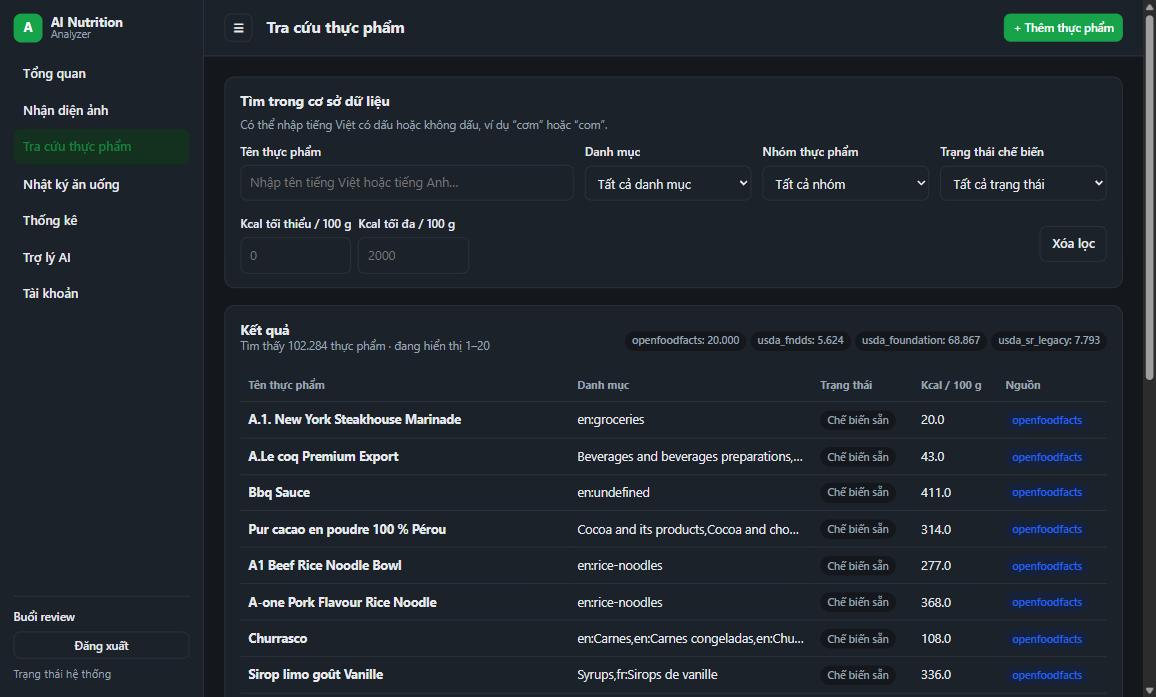 A
AI Nutrition
Analyzer
Tổng quan
Nhận diện ảnh
Tra cứu thực phẩm
Nhật ký ăn uống
Thống kê
Trợ lý AI
Tài khoản
Buổi review
Đăng xuất
Trạng thái hệ thống
☰ Tra cứu thực phẩm
+ Thêm thực phẩm
Tìm trong cơ sở dữ liệu
Có thể nhập tiếng Việt có dấu hoặc không dấu, ví dụ “cơm” hoặc “com”.
Tên thực phẩm Danh mục Nhóm thực phẩm Trạng thái chế biến
Nhập tên tiếng Việt hoặc tiếng Anh... Tất cả danh mục Tất cả nhóm Tất cả trạng thái
Kcal tối thiểu / 100 g Kcal tối đa / 100 g
0 2000 Xóa lọc
Kết quả
Tìm thấy 102.284 thực phẩm · đang hiển thị 1–20
openfoodfacts: 20.000 usda_fndds: 5.624 usda_foundation: 68.867 usda_sr_legacy: 7.793
Tên thực phẩm Danh mục Trạng thái Kcal / 100 g Nguồn
A.1. New York Steakhouse Marinade en:groceries Chế biến sẵn 20.0 openfoodfacts
A.Le coq Premium Export Beverages and beverages preparations,... Chế biến sẵn 43.0 openfoodfacts
Bbq Sauce en:undefined Chế biến sẵn 411.0 openfoodfacts
Pur cacao en poudre 100 % Pérou Cocoa and its products,Cocoa and cho... Chế biến sẵn 314.0 openfoodfacts
A1 Beef Rice Noodle Bowl en:rice-noodles Chế biến sẵn 277.0 openfoodfacts
A-one Pork Flavour Rice Noodle en:rice-noodles Chế biến sẵn 368.0 openfoodfacts
Churrasco en:Carnes,en:Carnes congeladas,en:Chu... Chế biến sẵn 108.0 openfoodfacts
Sirop limo goût Vanille Syrups,fr:Sirops de vanille Chế biến sẵn 336.0 openfoodfacts